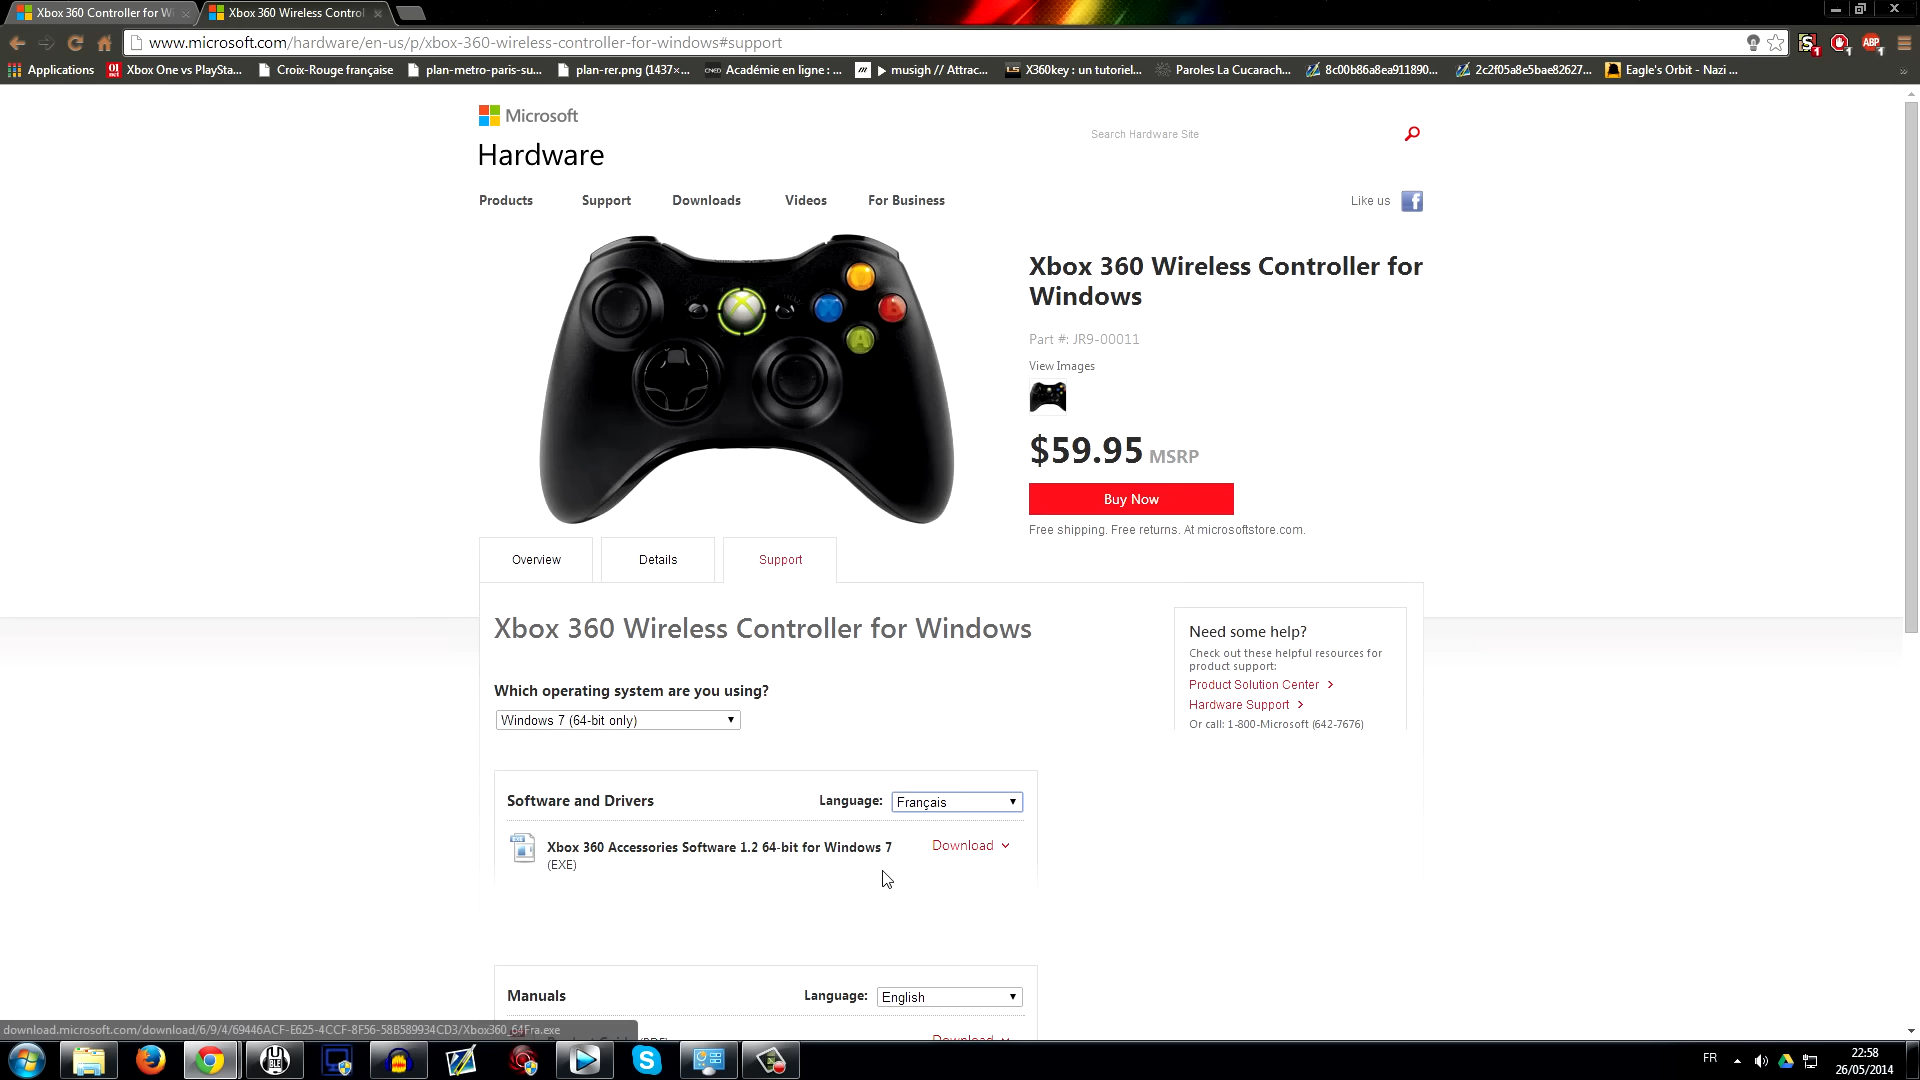 Xbox 360 Controller for Wi
Xbox 360 Wireless Control
www.microsoft.com/hardware/en-us/p/xbox-360-wireless-controller-for-windows#support
Applications
Xbox One vs PlaySta...
Croix-Rouge française
plan-metro-paris-su...
plan-rer.png (1437×...
Académie en ligne : ...
▶ musigh // Attrac...
X360key : un tutoriel...
Paroles La Cucarach...
8c00b86a8ea911890...
2c2f05a8e5bae82627...
Eagle's Orbit - Nazi ...
Microsoft
Hardware
Search Hardware Site
Products
Support
Downloads
Videos
For Business
Like us
Xbox 360 Wireless Controller for
Windows
Part #: JR9-00011
View Images
$59.95 MSRP
Buy Now
Free shipping. Free returns. At microsoftstore.com.
Overview
Details
Support
Xbox 360 Wireless Controller for Windows
Need some help?
Check out these helpful resources for
product support:
Product Solution Center >
Hardware Support >
Or call: 1-800-Microsoft (642-7676)
Which operating system are you using?
Windows 7 (64-bit only)
Software and Drivers
Language: Français
Xbox 360 Accessories Software 1.2 64-bit for Windows 7
(EXE)
Download
Manuals
Language: English
download.microsoft.com/download/6/9/4/69446ACF-E625-4CCF-8F56-58B589934CD3/Xbox360_64Fra.exe
Download
FR
22:58
26/05/2014